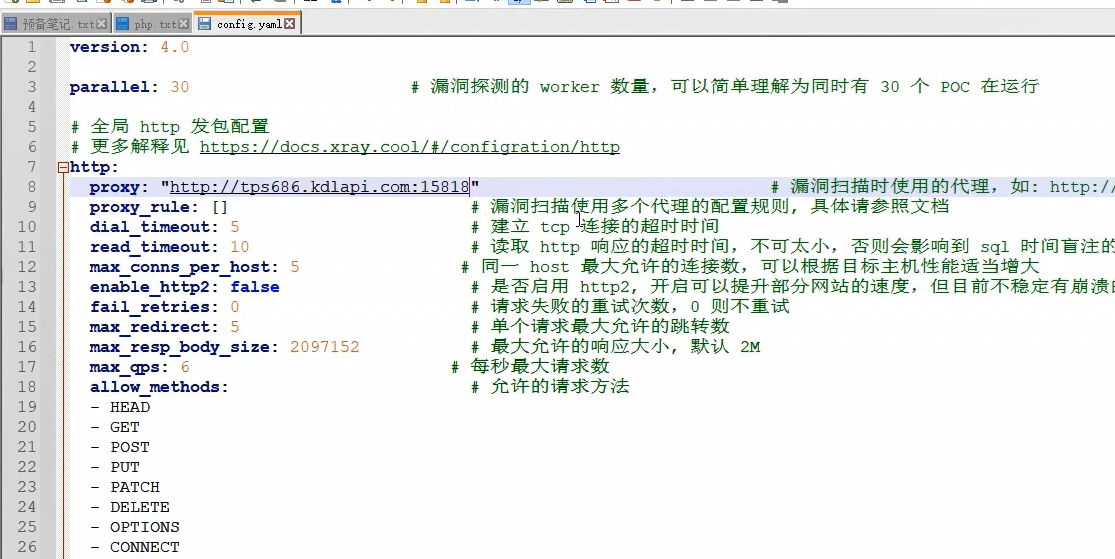 预备笔记.txt php.txt config.yaml
1 version: 4.0
2
3 parallel: 30 # 漏洞探测的 worker 数量，可以简单理解为同时有 30 个 POC 在运行
4
5 # 全局 http 发包配置
6 # 更多解释见 https://docs.xray.cool/#/configration/http
7 http:
8 proxy: "http://tps686.kdlapi.com:15818" # 漏洞扫描时使用的代理，如: http:/
9 proxy_rule: [] # 漏洞扫描使用多个代理的配置规则, 具体请参照文档
10 dial_timeout: 5 # 建立 tcp 连接的超时时间
11 read_timeout: 10 # 读取 http 响应的超时时间，不可太小，否则会影响到 sql 时间盲注的
12 max_conns_per_host: 5 # 同一 host 最大允许的连接数，可以根据目标主机性能适当增大
13 enable_http2: false # 是否启用 http2, 开启可以提升部分网站的速度，但目前不稳定有崩溃的
14 fail_retries: 0 # 请求失败的重试次数，0 则不重试
15 max_redirect: 5 # 单个请求最大允许的跳转数
16 max_resp_body_size: 2097152 # 最大允许的响应大小, 默认 2M
17 max_qps: 6 # 每秒最大请求数
18 allow_methods: # 允许的请求方法
19 - HEAD
20 - GET
21 - POST
22 - PUT
23 - PATCH
24 - DELETE
25 - OPTIONS
26 - CONNECT